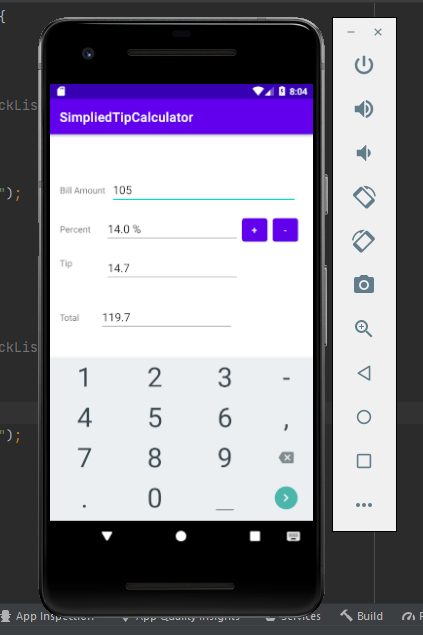 {
8:04
ckLis
SimpliedTipCalculator
Bill Amount 105
");
Percent 14.0 % + -
Tip 14.7
Total 119.7
ckLis
1 2 3 -
4 5 6 ,
");
7 8 9
. 0 _
App Inspection App Quality Insights Services Build